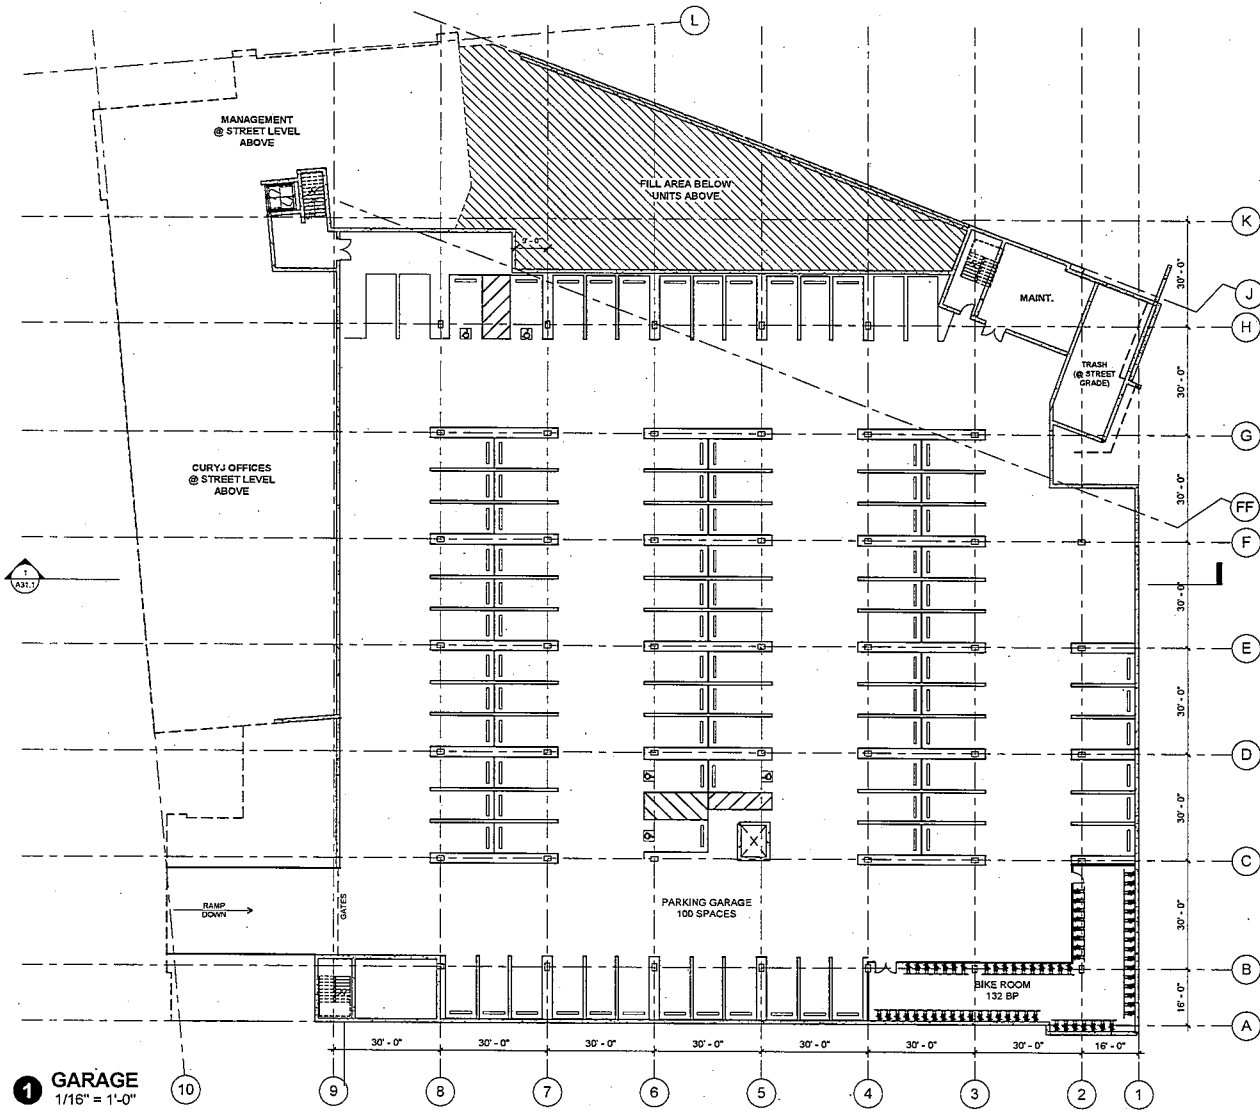 L
MANAGEMENT
@ STREET LEVEL
ABOVE
FILL AREA BELOW
UNITS ABOVE
K
9' - 0"
30' - 0"
J
MAINT.
H
TRASH
(@ STREET
GRADE)
30' - 0"
G
CURYJ OFFICES
@ STREET LEVEL
ABOVE
30' - 0"
FF
F
1
A31.1
30' - 0"
E
30' - 0"
D
30' - 0"
C
RAMP
DOWN
GATES
PARKING GARAGE
100 SPACES
30' - 0"
B
BIKE ROOM
132 BP
16' - 0"
A
30' - 0"
30' - 0"
30' - 0"
30' - 0"
30' - 0"
30' - 0"
30' - 0"
16' - 0"
1 GARAGE
1/16" = 1'-0"
10
9
8
7
6
5
4
3
2
1